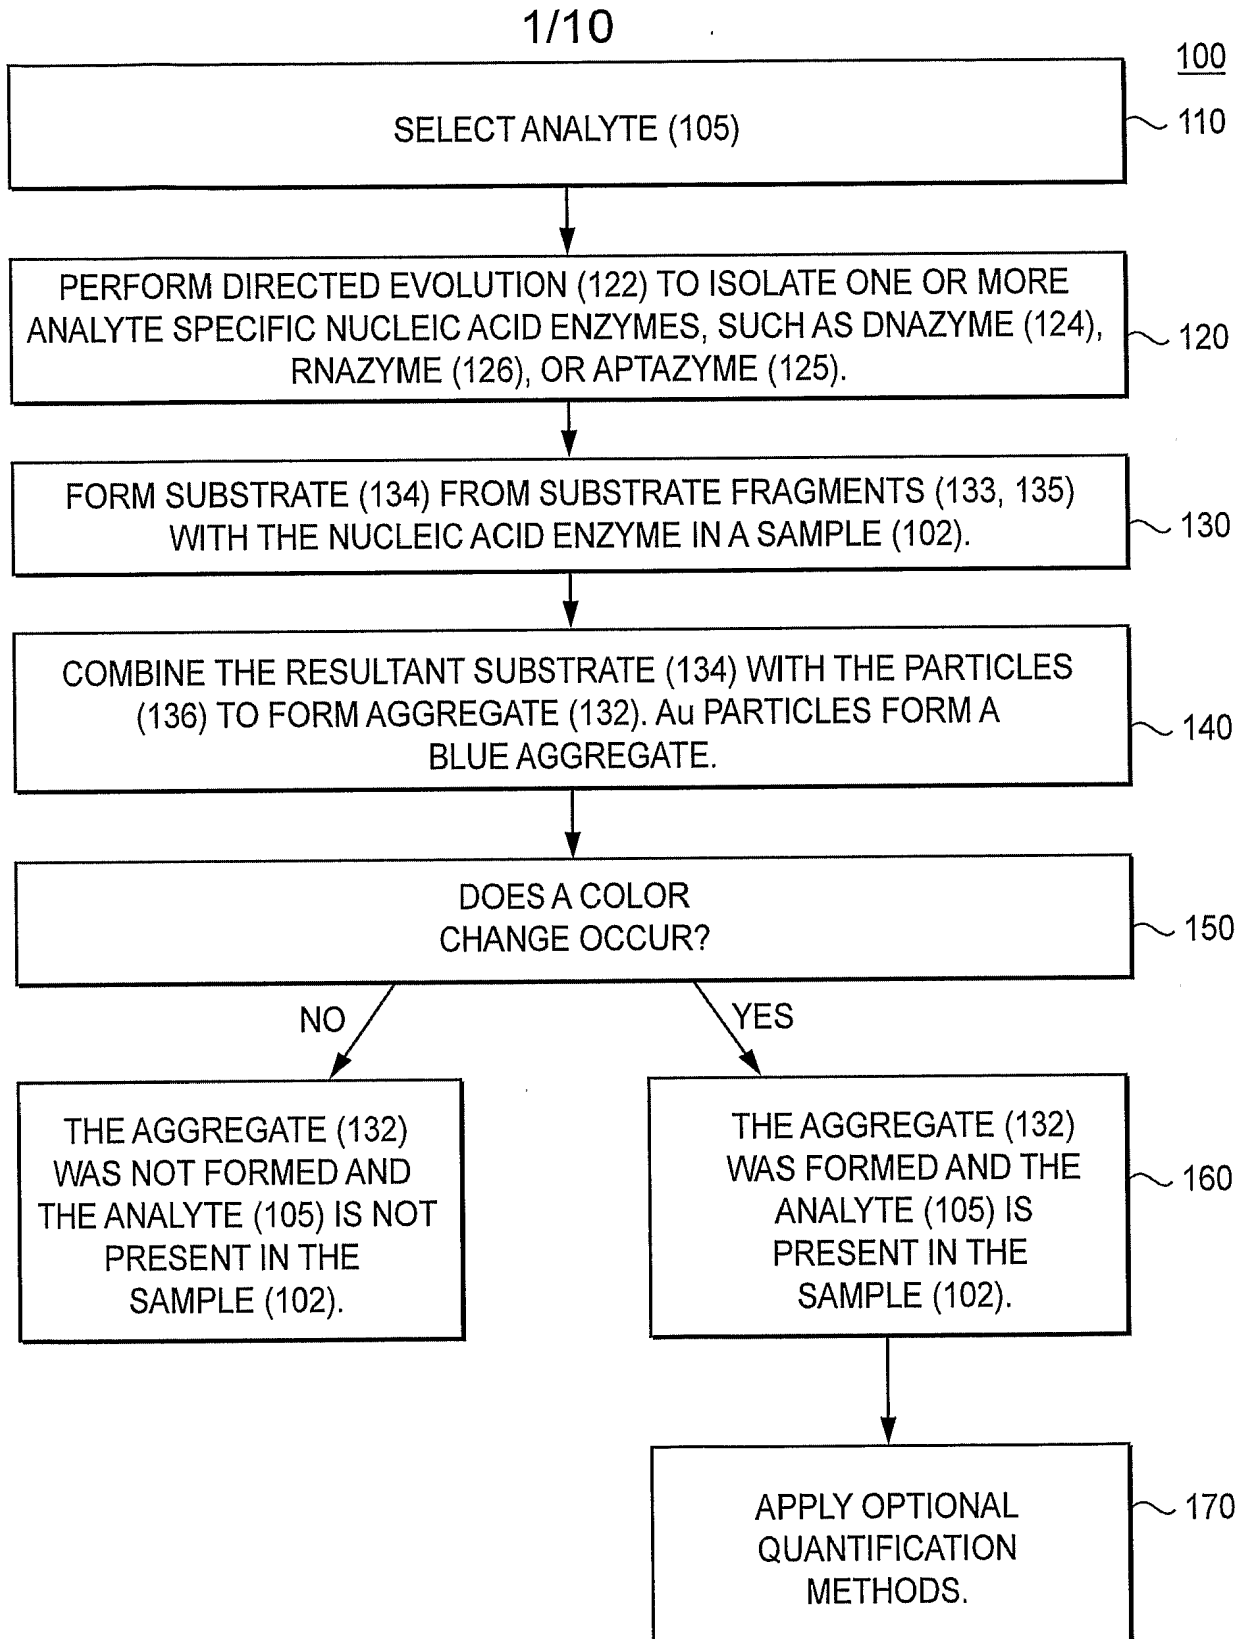 1/10
100
SELECT ANALYTE (105)
110
PERFORM DIRECTED EVOLUTION (122) TO ISOLATE ONE OR MORE
ANALYTE SPECIFIC NUCLEIC ACID ENZYMES, SUCH AS DNAZYME (124),
RNAZYME (126), OR APTAZYME (125).
120
FORM SUBSTRATE (134) FROM SUBSTRATE FRAGMENTS (133, 135)
WITH THE NUCLEIC ACID ENZYME IN A SAMPLE (102).
130
COMBINE THE RESULTANT SUBSTRATE (134) WITH THE PARTICLES
(136) TO FORM AGGREGATE (132). Au PARTICLES FORM A
BLUE AGGREGATE.
140
DOES A COLOR
CHANGE OCCUR?
150
NO
YES
THE AGGREGATE (132)
WAS NOT FORMED AND
THE ANALYTE (105) IS NOT
PRESENT IN THE
SAMPLE (102).
THE AGGREGATE (132)
WAS FORMED AND THE
ANALYTE (105) IS
PRESENT IN THE
SAMPLE (102).
160
APPLY OPTIONAL
QUANTIFICATION
METHODS.
170